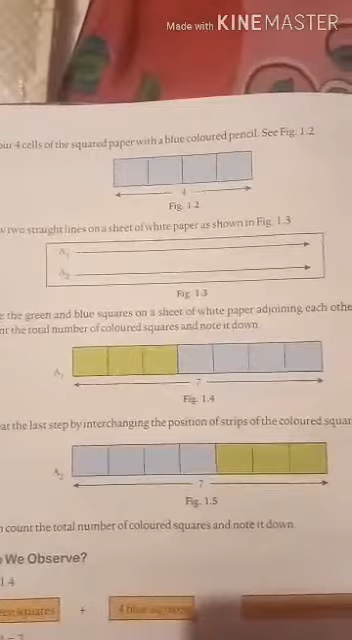 Made with KINEMASTER
our 4 cells of the squared paper with a blue coloured pencil. See Fig. 1.2
4
Fig. 1.2
w two straight lines on a sheet of white paper as shown in Fig. 1.3
A₁
A₂
Fig. 1.3
e the green and blue squares on a sheet of white paper adjoining each othe
nt the total number of coloured squares and note it down
A₁
7
Fig. 1.4
at the last step by interchanging the position of strips of the coloured squar
A₂
7
Fig. 1.5
n count the total number of coloured squares and note it down
We Observe?
1.4
squares + 4 blue squares